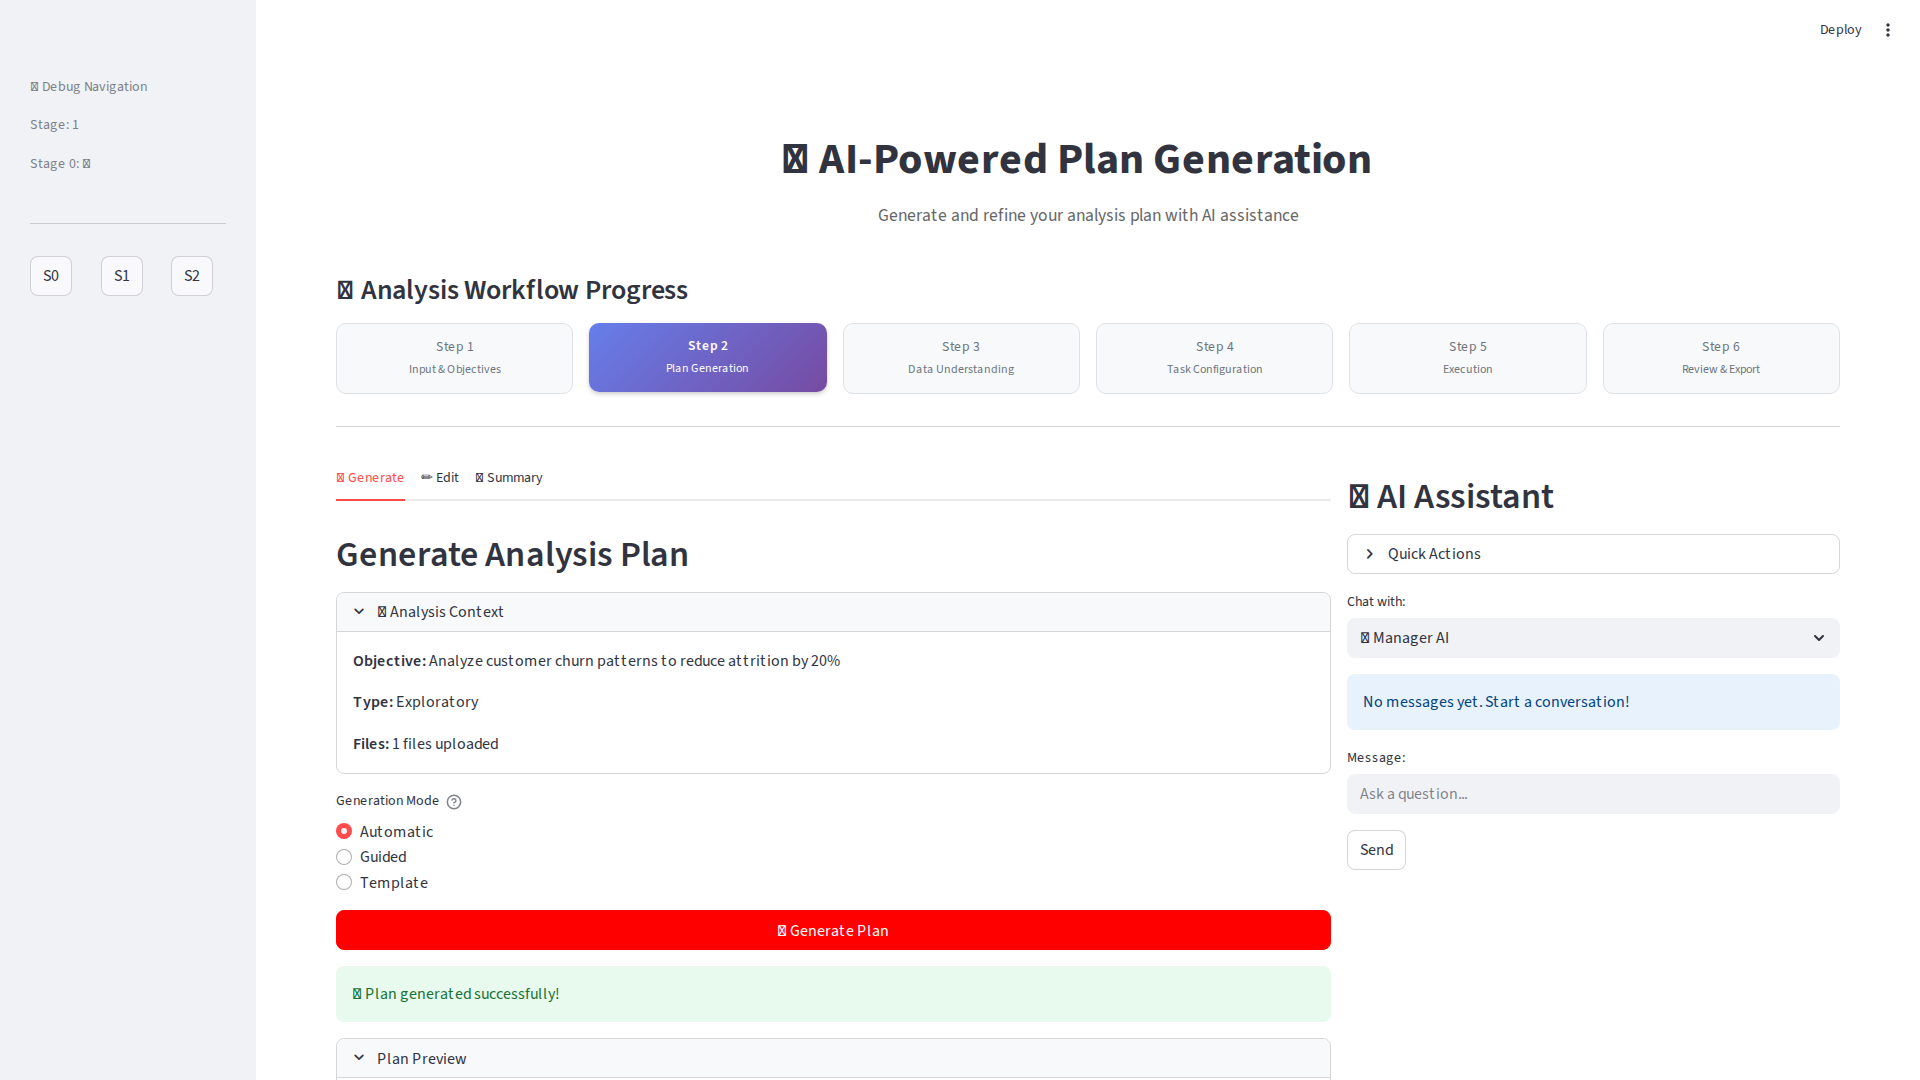 Deploy
Debug Navigation
Stage: 1
Stage 0:
S0
S1
S2
AI-Powered Plan Generation
Generate and refine your analysis plan with AI assistance
Analysis Workflow Progress
Step 1
Input & Objectives
Step 2
Plan Generation
Step 3
Data Understanding
Step 4
Task Configuration
Step 5
Execution
Step 6
Review & Export
Generate
✏ Edit
Summary
Generate Analysis Plan
Analysis Context
Objective: Analyze customer churn patterns to reduce attrition by 20%
Type: Exploratory
Files: 1 files uploaded
Generation Mode
Automatic
Guided
Template
Generate Plan
Plan generated successfully!
Plan Preview
AI Assistant
Quick Actions
Chat with:
Manager AI
No messages yet. Start a conversation!
Message:
Ask a question...
Send